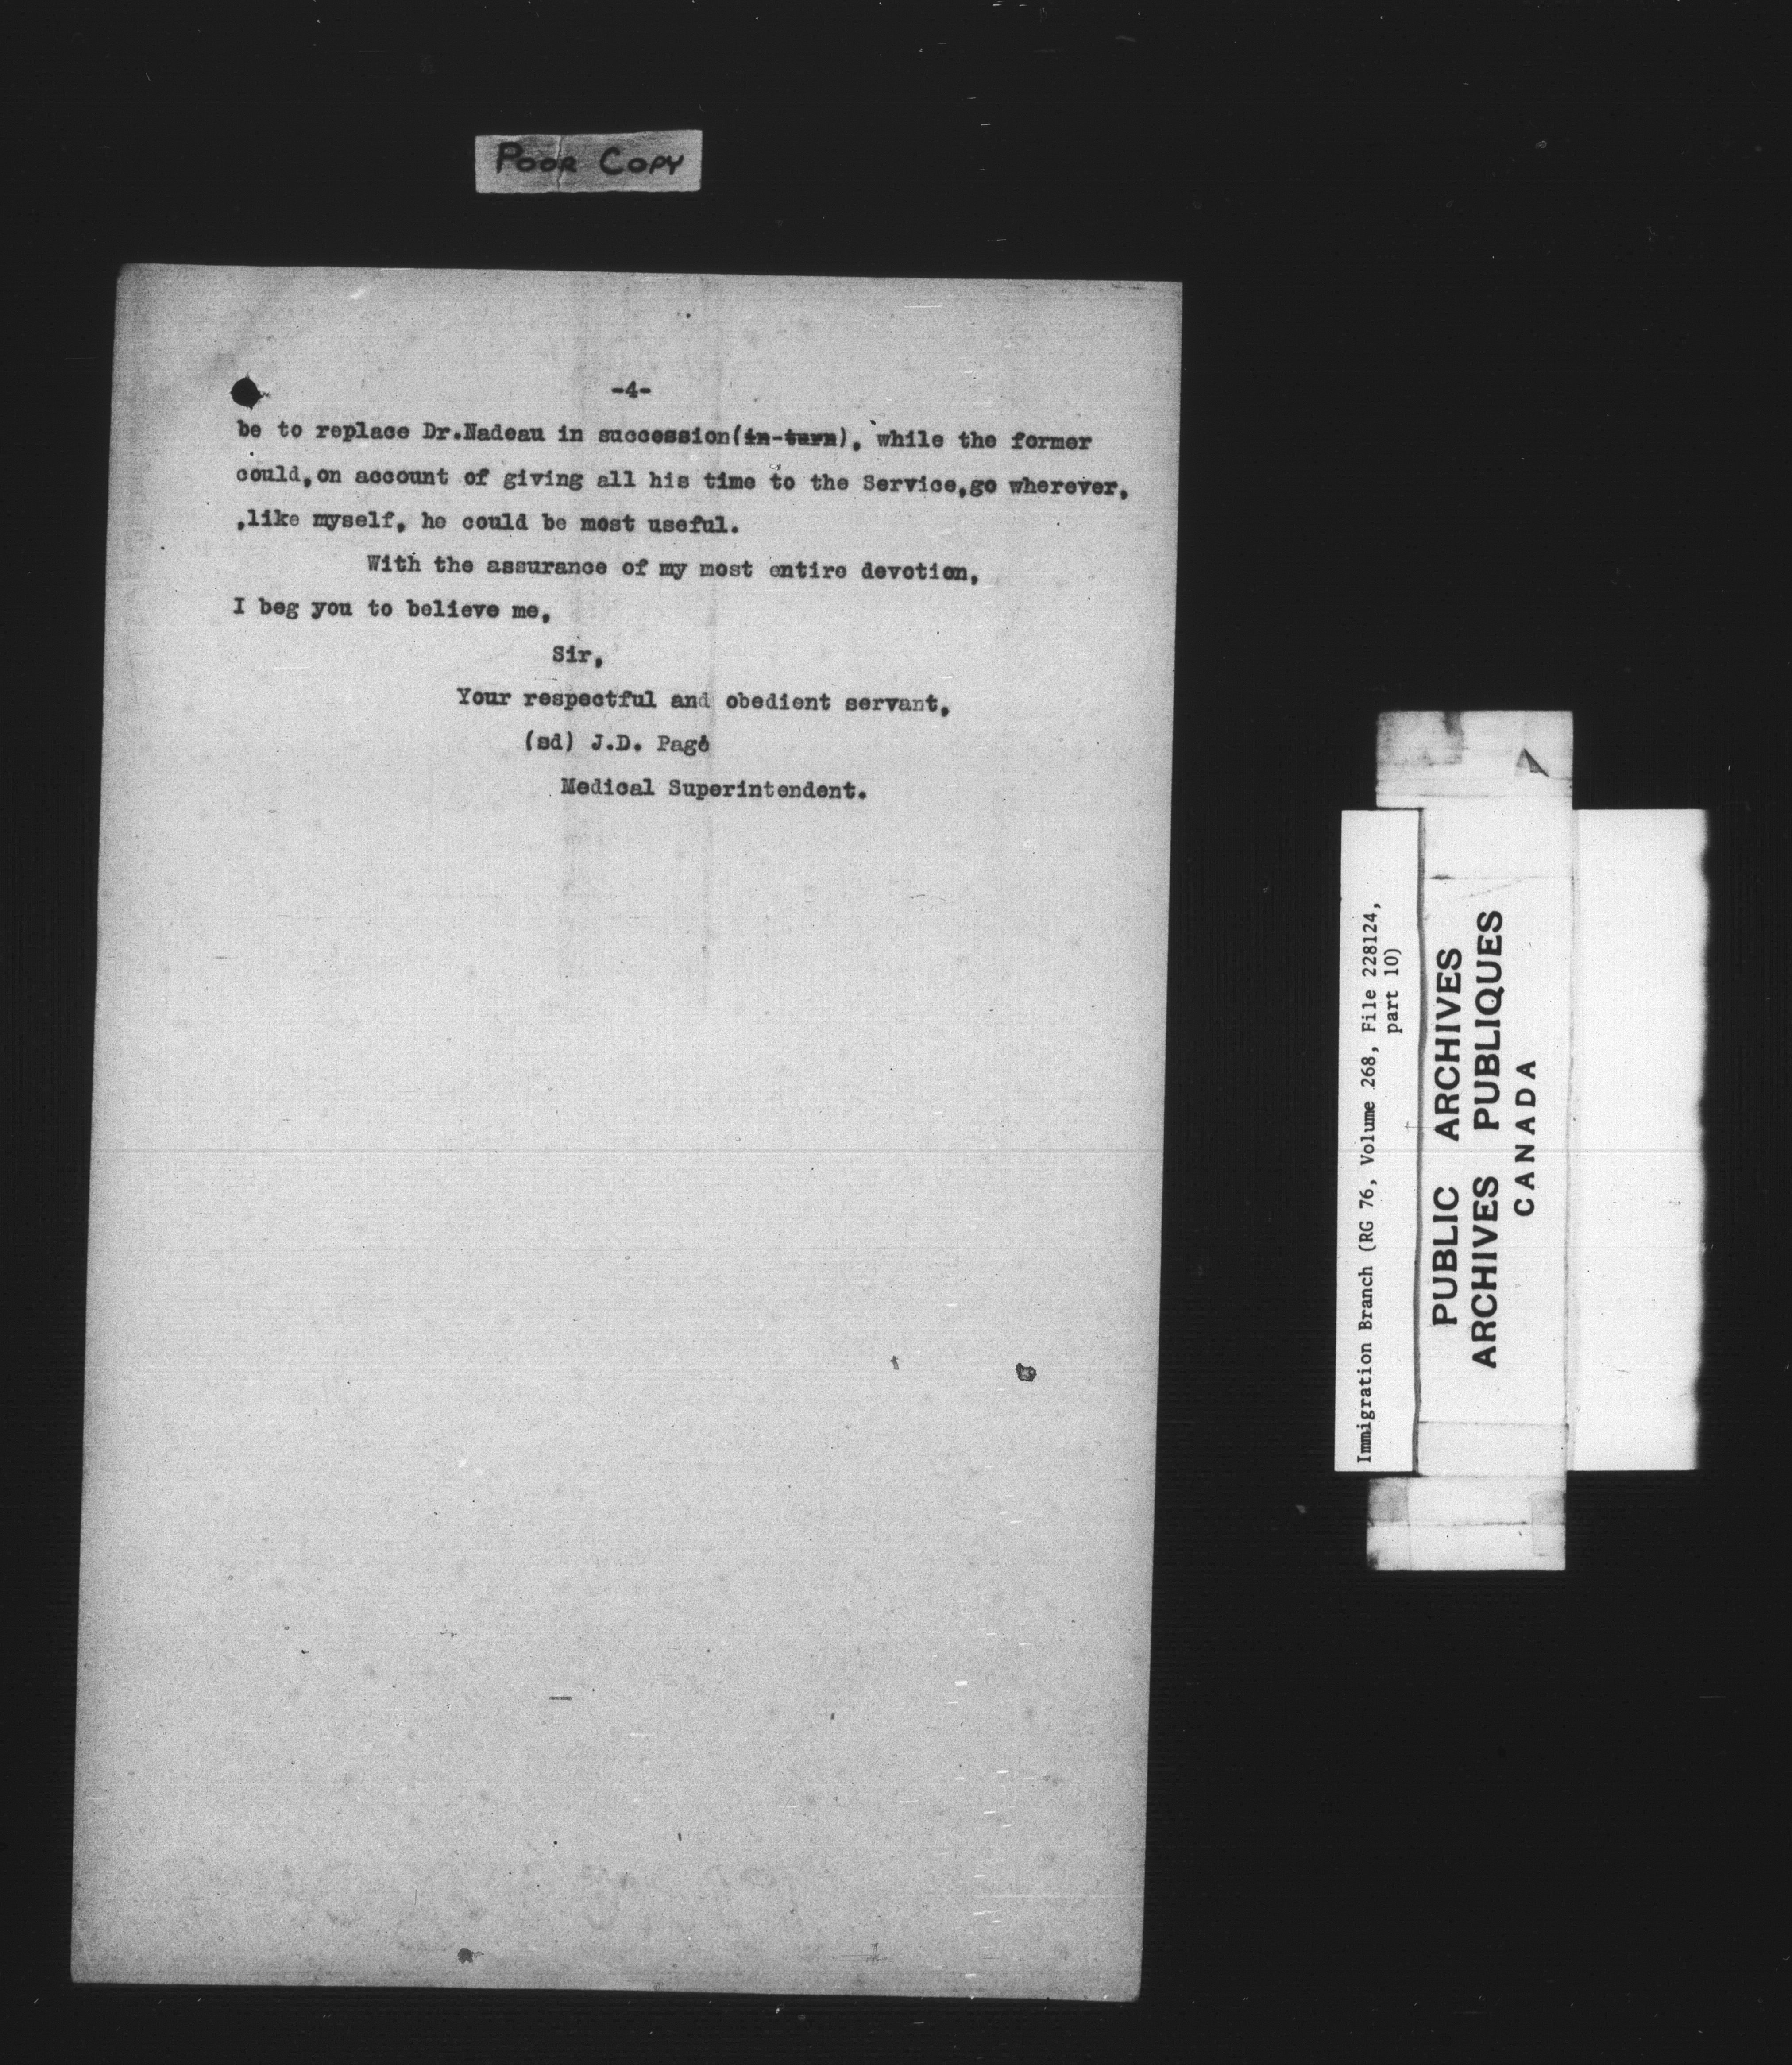 POOR COPY
-4-
be to replace Dr.Nadeau in succession(in-turn), while the former
could,on account of giving all his time to the Service,go wherever,
,like myself, he could be most useful.
With the assurance of my most entire devotion,
I beg you to believe me,
Sir,
Your respectful and obedient servant,
(sd) J.D. Pagé
Medical Superintendent.
Immigration Branch (RG 76, Volume 268, File 228124,
part 10)
PUBLIC ARCHIVES
ARCHIVES PUBLIQUES
CANADA